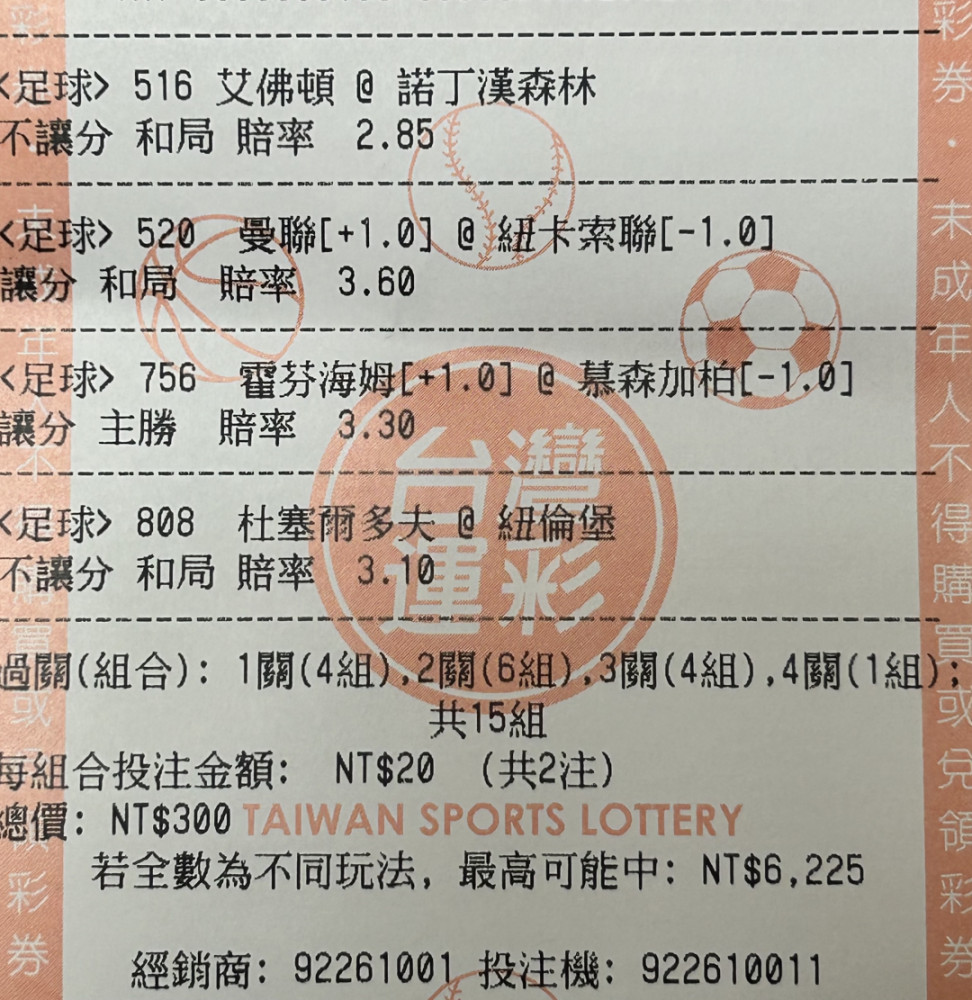 <足球> 516 艾佛頓 @ 諾丁漢森林
不讓分 和局 賠率 2.85
<足球> 520 曼聯[+1.0] @ 紐卡索聯[-1.0]
讓分 和局 賠率 3.60
<足球> 756 霍芬海姆[+1.0] @ 慕森加柏[-1.0]
讓分 主勝 賠率 3.30
<足球> 808 杜塞爾多夫 @ 紐倫堡
不讓分 和局 賠率 3.10
台灣
運彩
過關(組合): 1關(4組),2關(6組),3關(4組),4關(1組);
共15組
每組合投注金額: NT$20 (共2注)
總價: NT$300 TAIWAN SPORTS LOTTERY
若全數為不同玩法, 最高可能中: NT$6,225
經銷商: 92261001 投注機: 922610011
彩券・未成年人不得購買或兌領彩券